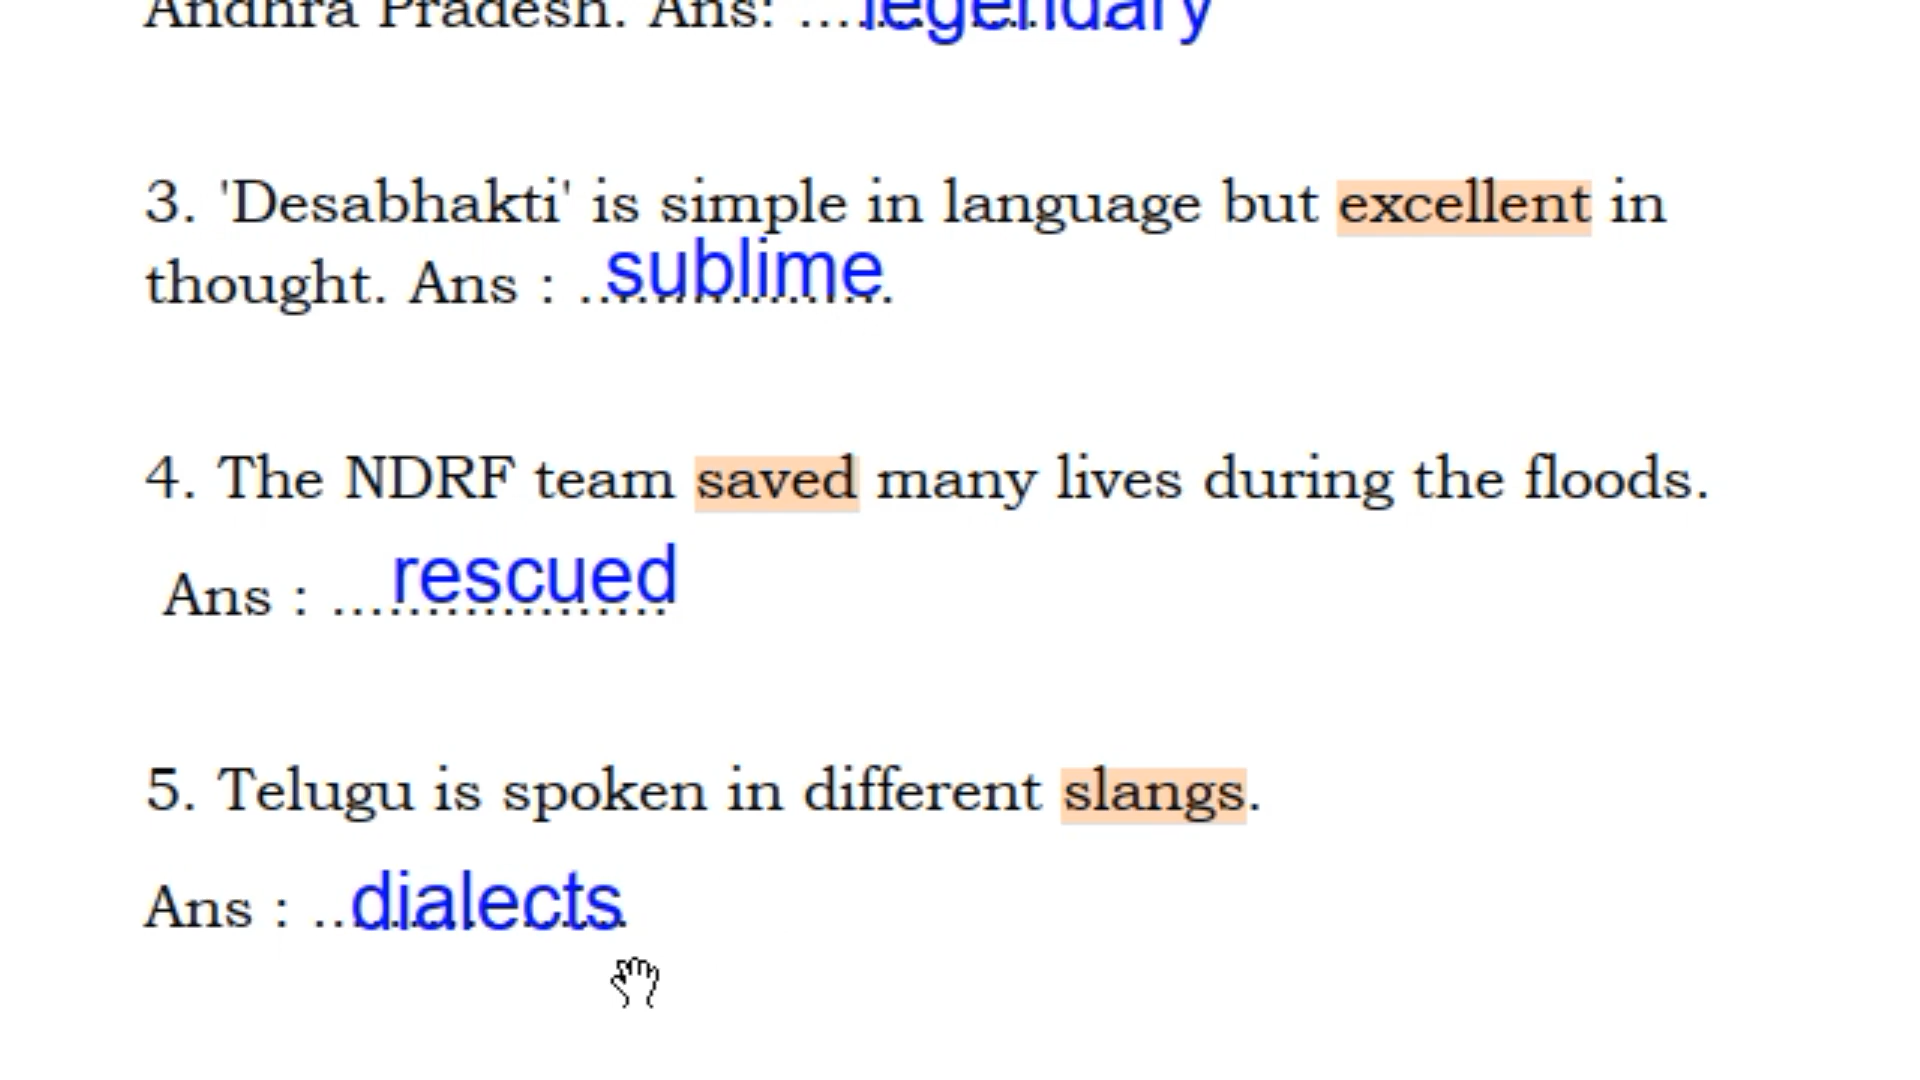 Andhra Pradesh. Ans: ....legendary
3. 'Desabhakti' is simple in language but excellent in
thought. Ans : ..sublime.
4. The NDRF team saved many lives during the floods.
Ans : ....rescued
5. Telugu is spoken in different slangs.
Ans : ..dialects.